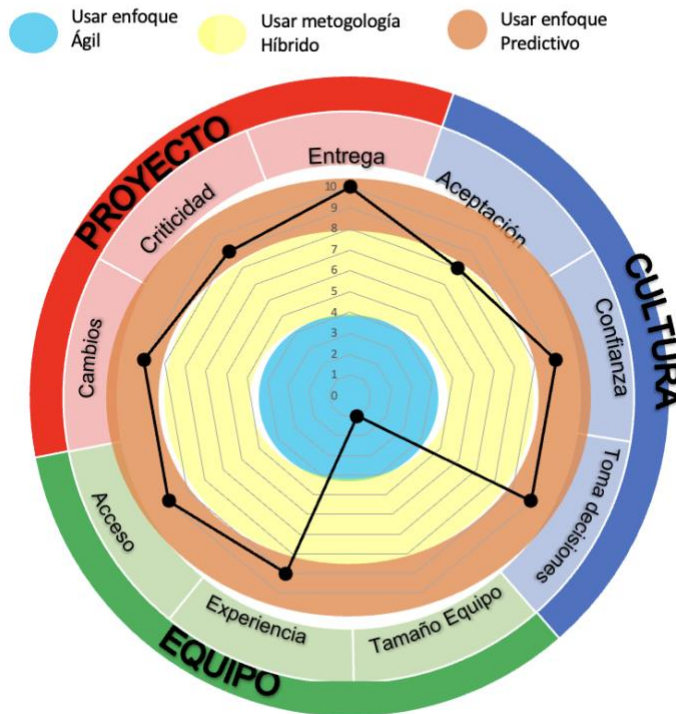 Usar enfoque
Ágil
Usar metogología
Híbrido
Usar enfoque
Predictivo
PROYECTO
CULTURA
EQUIPO
Entrega
Aceptación
Confianza
Toma decisiones
Tamaño Equipo
Experiencia
Acceso
Cambios
Criticidad
10
9
8
7
6
5
4
3
2
1
0